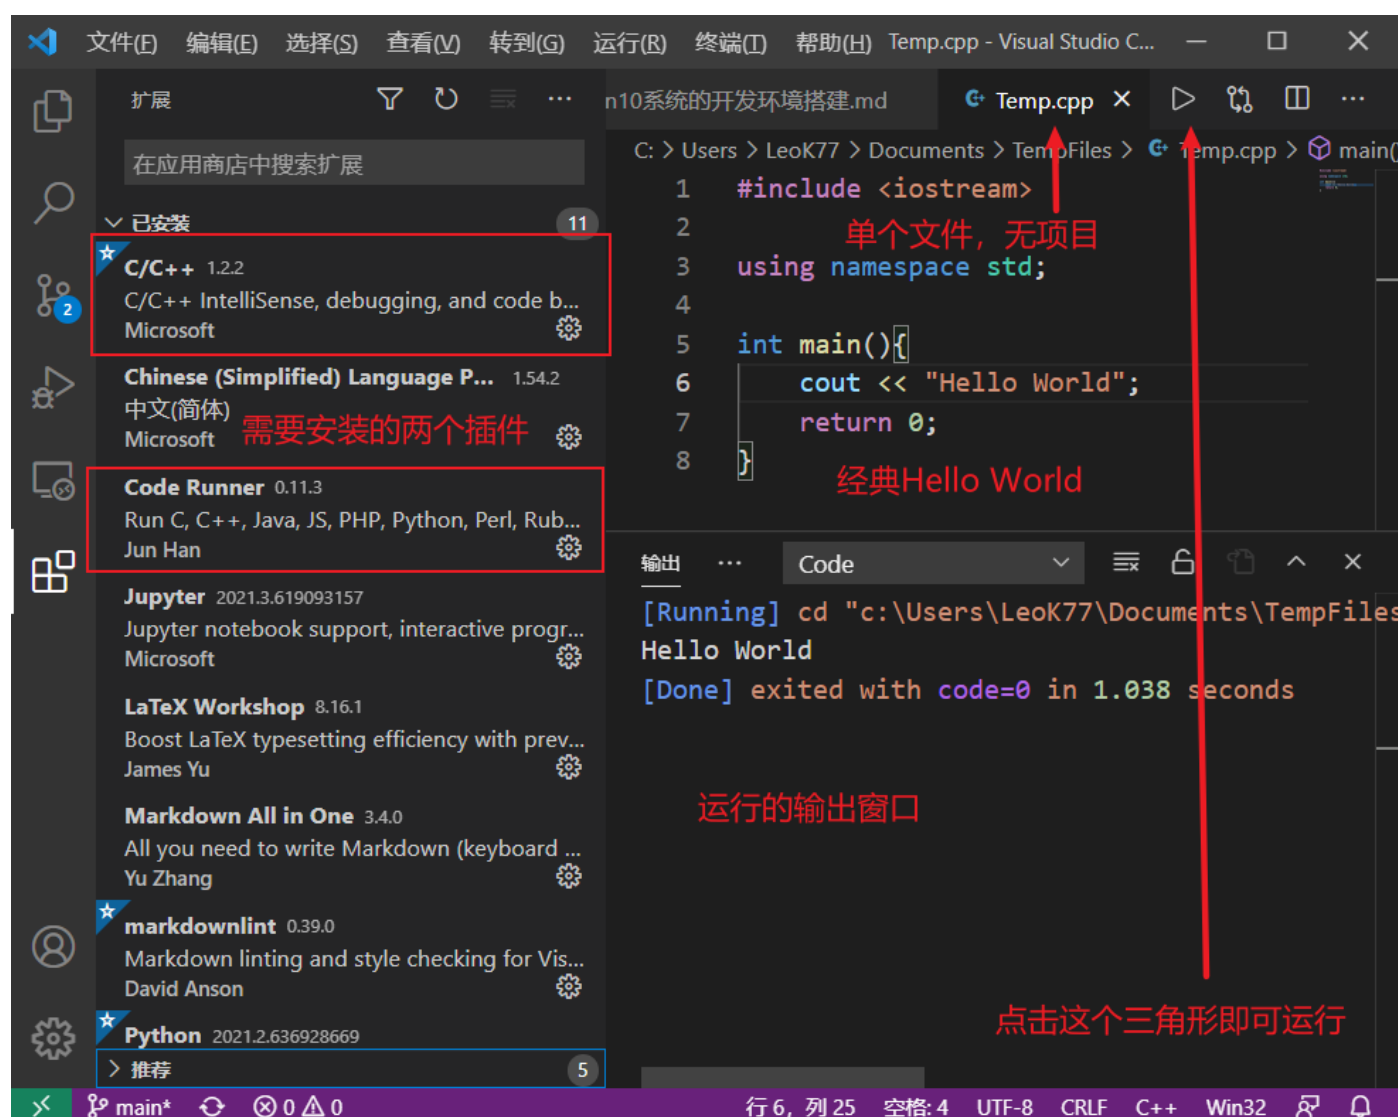 文件(F) 编辑(E) 选择(S) 查看(V) 转到(G) 运行(R) 终端(T) 帮助(H) Temp.cpp - Visual Studio C...
扩展
在应用商店中搜索扩展
已安装 11
C/C++ 1.2.2
C/C++ IntelliSense, debugging, and code b...
Microsoft
Chinese (Simplified) Language P... 1.54.2
中文(简体)
Microsoft
需要安装的两个插件
Code Runner 0.11.3
Run C, C++, Java, JS, PHP, Python, Perl, Rub...
Jun Han
Jupyter 2021.3.619093157
Jupyter notebook support, interactive progr...
Microsoft
LaTeX Workshop 8.16.1
Boost LaTeX typesetting efficiency with prev...
James Yu
Markdown All in One 3.4.0
All you need to write Markdown (keyboard ...
Yu Zhang
markdownlint 0.39.0
Markdown linting and style checking for Vis...
David Anson
Python 2021.2.636928669
推荐 5
2
n10系统的开发环境搭建.md Temp.cpp
C: > Users > LeoK77 > Documents > TempFiles > Temp.cpp > main()
1 #include <iostream>
2
单个文件，无项目
3 using namespace std;
4
5 int main(){
6 cout << "Hello World";
7 return 0;
8 }
经典Hello World
输出 ... Code
[Running] cd "c:\Users\LeoK77\Documents\TempFiles
Hello World
[Done] exited with code=0 in 1.038 seconds
运行的输出窗口
点击这个三角形即可运行
main* 0 0 行 6，列 25 空格: 4 UTF-8 CRLF C++ Win32